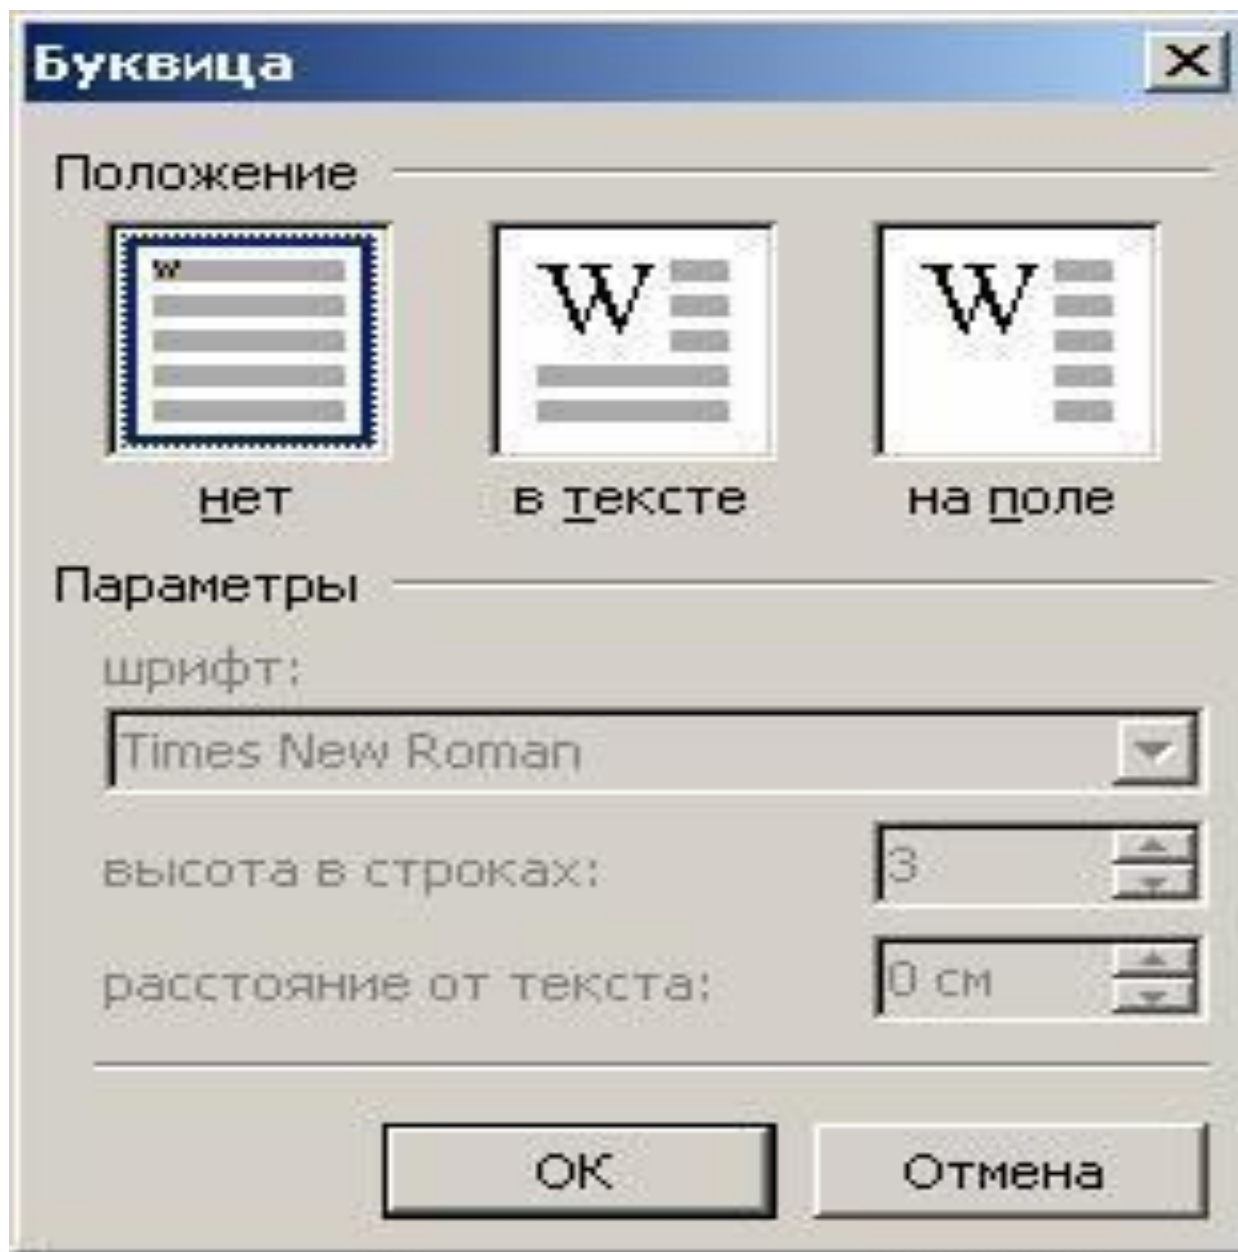 Буквица
Положение
w
W
W
нет
в тексте
на поле
Параметры
шрифт:
Times New Roman
высота в строках:
3
расстояние от текста:
0 см
ОК
Отмена